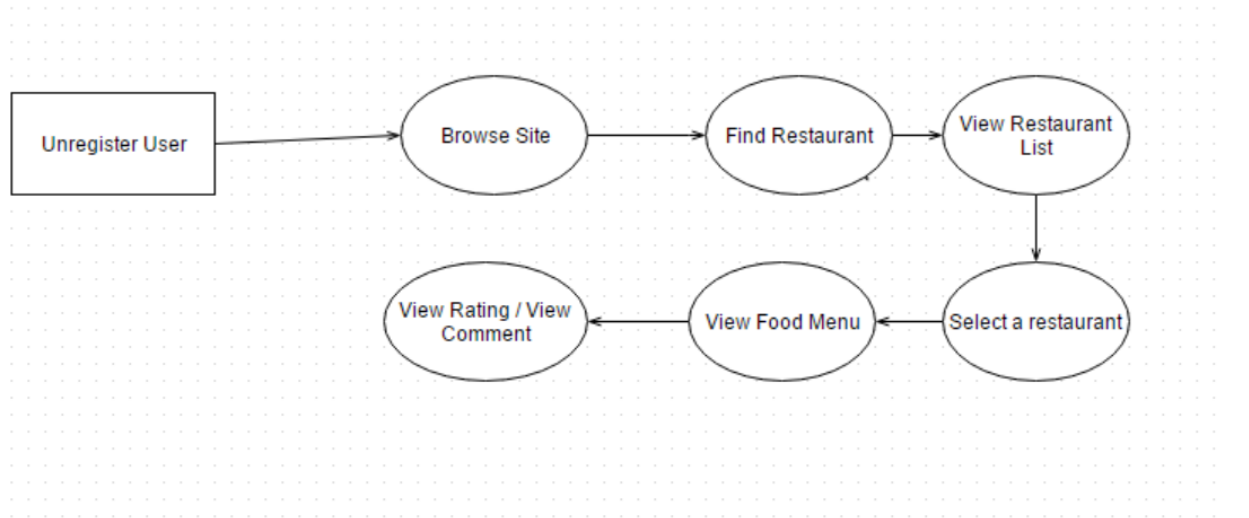 Unregister User
Browse Site
Find Restaurant
View Restaurant
List
Select a restaurant
View Food Menu
View Rating / View
Comment